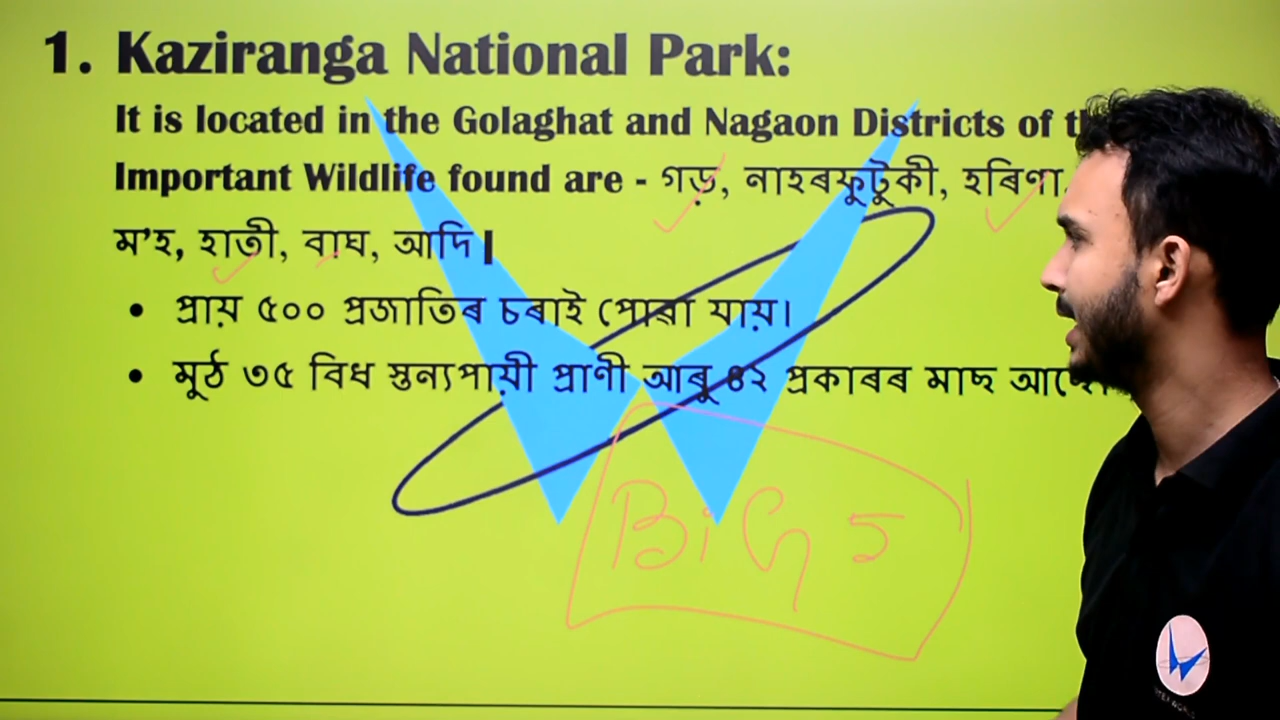 1. Kaziranga National Park:
It is located in the Golaghat and Nagaon Districts of
Important Wildlife found are - গড়, নাহৰফুটুকী, হৰিণা,
ম’হ, হাতী, বাঘ, আদি |
• প্ৰায় ৫০০ প্ৰজাতিৰ চৰাই পোৱা যায়।
• মুঠ ৩৫ বিধ স্তন্যপায়ী প্ৰাণী আৰু ৪২ প্ৰকাৰৰ মাছ
BiG 5